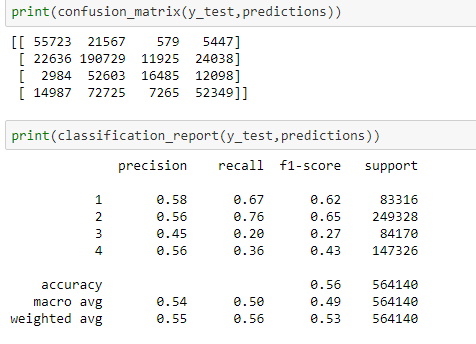 print(confusion_matrix(y_test,predictions))
[[ 55723  21567    579   5447]
 [ 22636 190729  11925  24038]
 [  2984  52603  16485  12098]
 [ 14987  72725   7265  52349]]
print(classification_report(y_test,predictions))
              precision    recall  f1-score   support
           1       0.58      0.67      0.62     83316
           2       0.56      0.76      0.65    249328
           3       0.45      0.20      0.27     84170
           4       0.56      0.36      0.43    147326
    accuracy                           0.56    564140
   macro avg       0.54      0.50      0.49    564140
weighted avg       0.55      0.56      0.53    564140